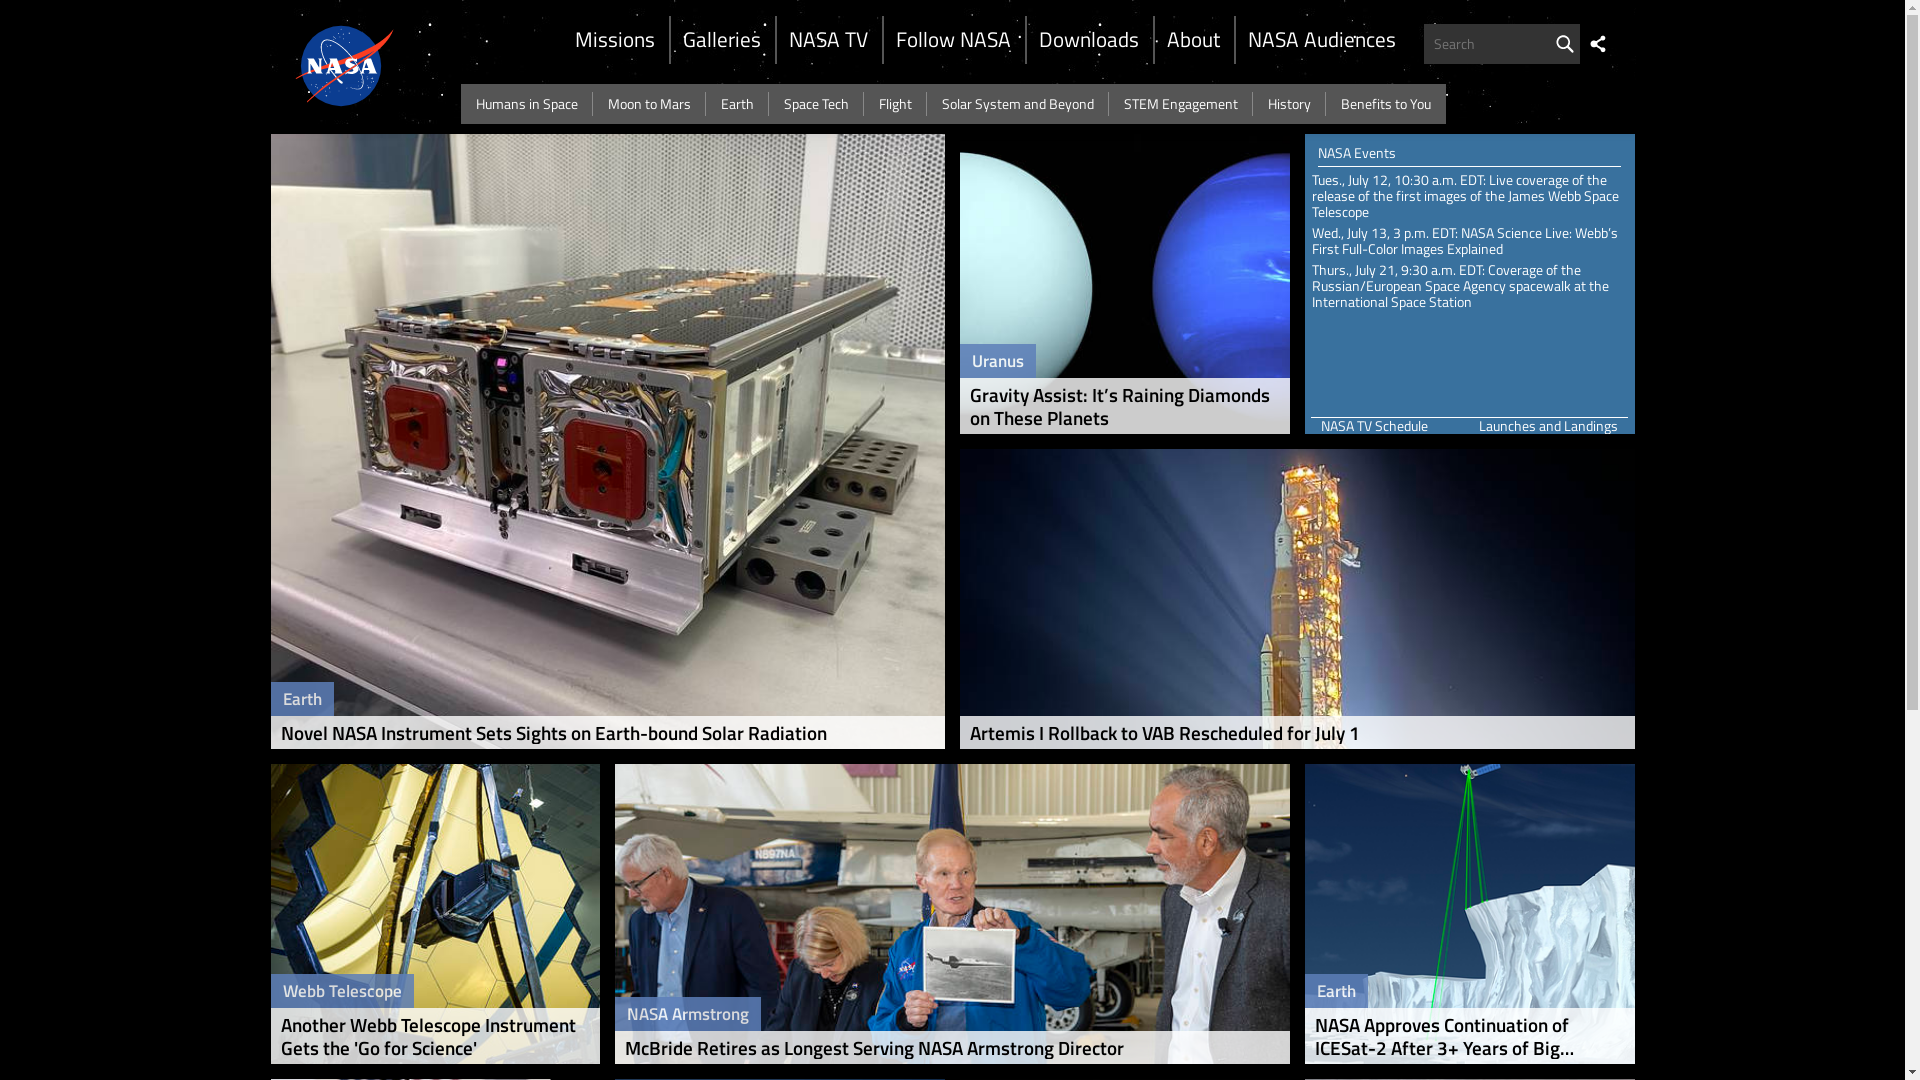 NASA
Missions
Galleries
NASA TV
Follow NASA
Downloads
About
NASA Audiences
Search
Humans in Space
Moon to Mars
Earth
Space Tech
Flight
Solar System and Beyond
STEM Engagement
History
Benefits to You
Earth
Novel NASA Instrument Sets Sights on Earth-bound Solar Radiation
Uranus
Gravity Assist: It’s Raining Diamonds
on These Planets
NASA Events
Tues., July 12, 10:30 a.m. EDT: Live coverage of the
release of the first images of the James Webb Space
Telescope
Wed., July 13, 3 p.m. EDT: NASA Science Live: Webb’s
First Full-Color Images Explained
Thurs., July 21, 9:30 a.m. EDT: Coverage of the
Russian/European Space Agency spacewalk at the
International Space Station
NASA TV Schedule
Launches and Landings
Artemis I Rollback to VAB Rescheduled for July 1
Webb Telescope
Another Webb Telescope Instrument
Gets the 'Go for Science'
N897NA
NASA Armstrong
McBride Retires as Longest Serving NASA Armstrong Director
Earth
NASA Approves Continuation of
ICESat-2 After 3+ Years of Big...